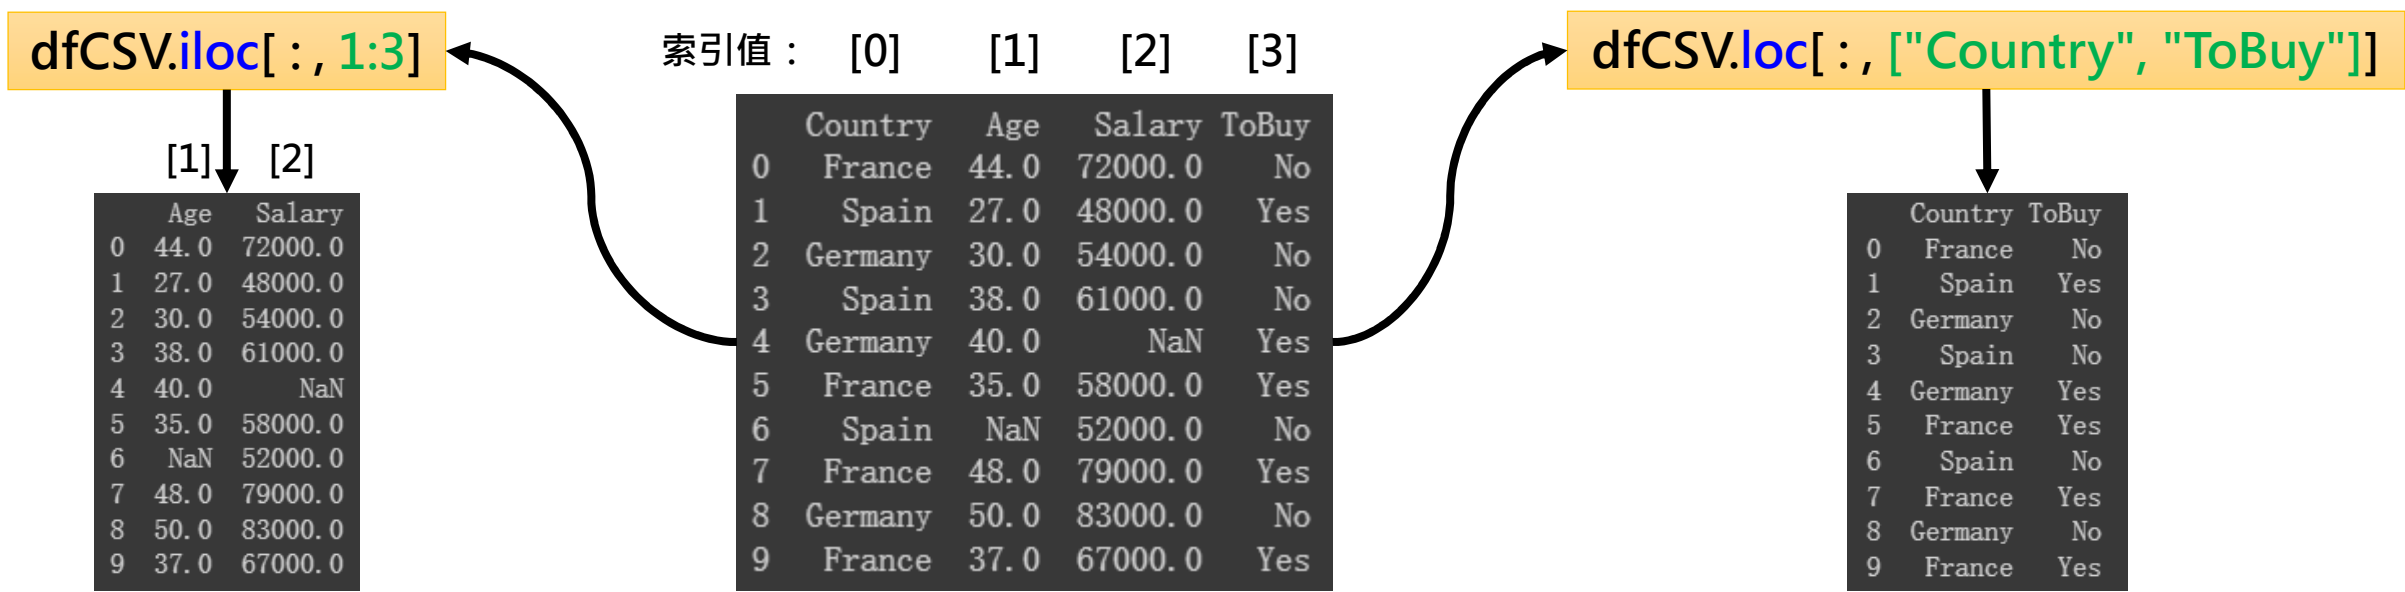 dfCSV.iloc[ : , 1:3]
[1] [2]
Age Salary
0 44.0 72000.0
1 27.0 48000.0
2 30.0 54000.0
3 38.0 61000.0
4 40.0 NaN
5 35.0 58000.0
6 NaN 52000.0
7 48.0 79000.0
8 50.0 83000.0
9 37.0 67000.0
索引值： [0] [1] [2] [3]
Country Age Salary ToBuy
0 France 44.0 72000.0 No
1 Spain 27.0 48000.0 Yes
2 Germany 30.0 54000.0 No
3 Spain 38.0 61000.0 No
4 Germany 40.0 NaN Yes
5 France 35.0 58000.0 Yes
6 Spain NaN 52000.0 No
7 France 48.0 79000.0 Yes
8 Germany 50.0 83000.0 No
9 France 37.0 67000.0 Yes
dfCSV.loc[ : , ["Country", "ToBuy"]]
Country ToBuy
0 France No
1 Spain Yes
2 Germany No
3 Spain No
4 Germany Yes
5 France Yes
6 Spain No
7 France Yes
8 Germany No
9 France Yes